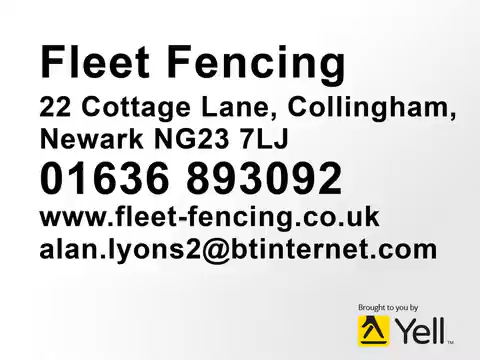 Fleet Fencing
22 Cottage Lane, Collingham,
Newark NG23 7LJ
01636 893092
www.fleet-fencing.co.uk
alan.lyons2@btinternet.com
Brought to you by
Yell™